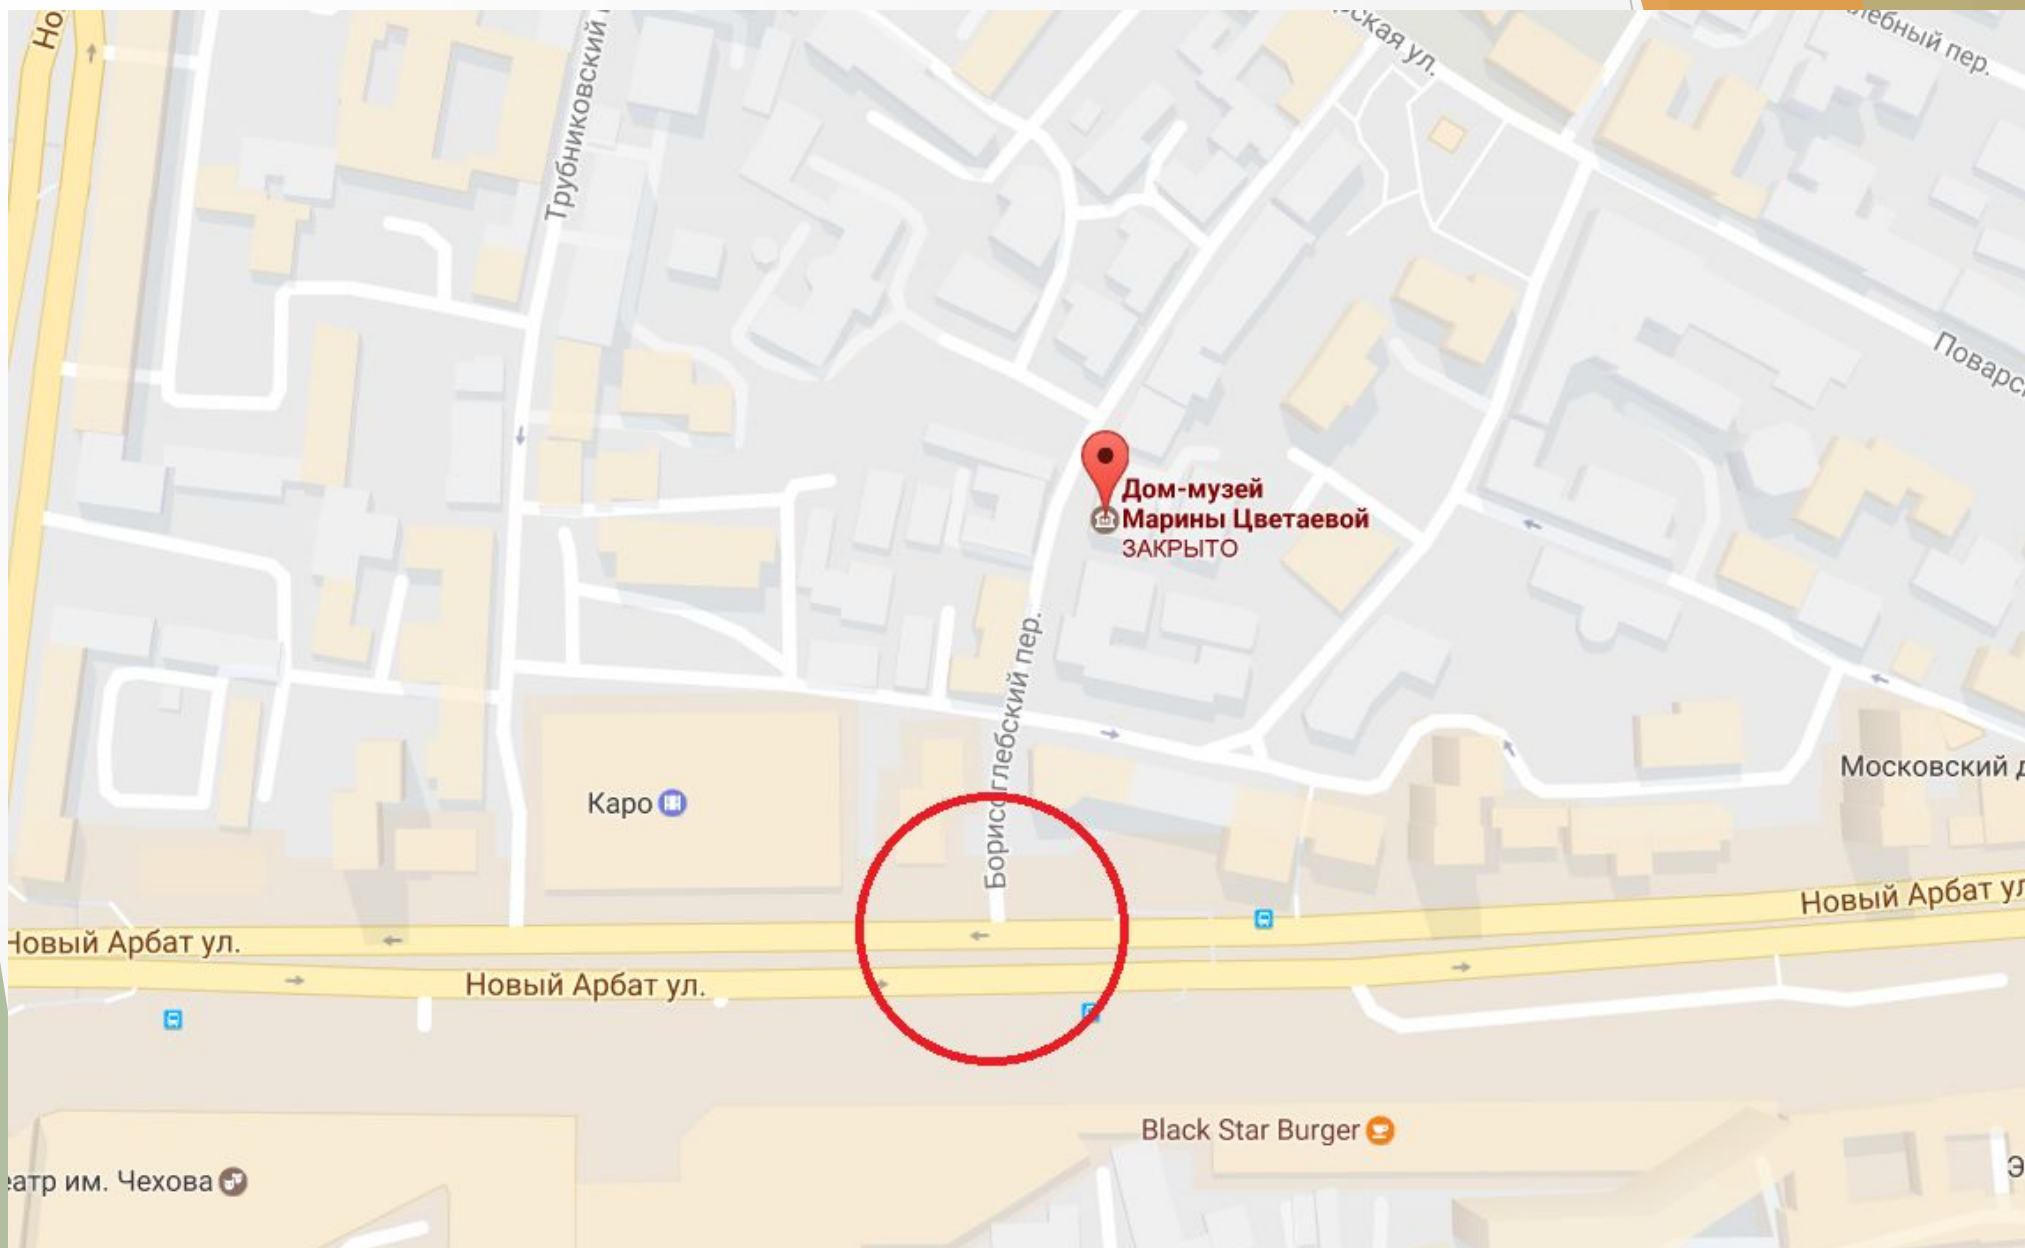 Но
Трубниковский
ская ул.
лебный пер.
Поварс
Дом-музей
Марины Цветаевой
ЗАКРЫТО
Борисоглебский пер.
Каро
Московский д
Новый Арбат ул
Новый Арбат ул.
Новый Арбат ул.
Black Star Burger
еатр им. Чехова
Э